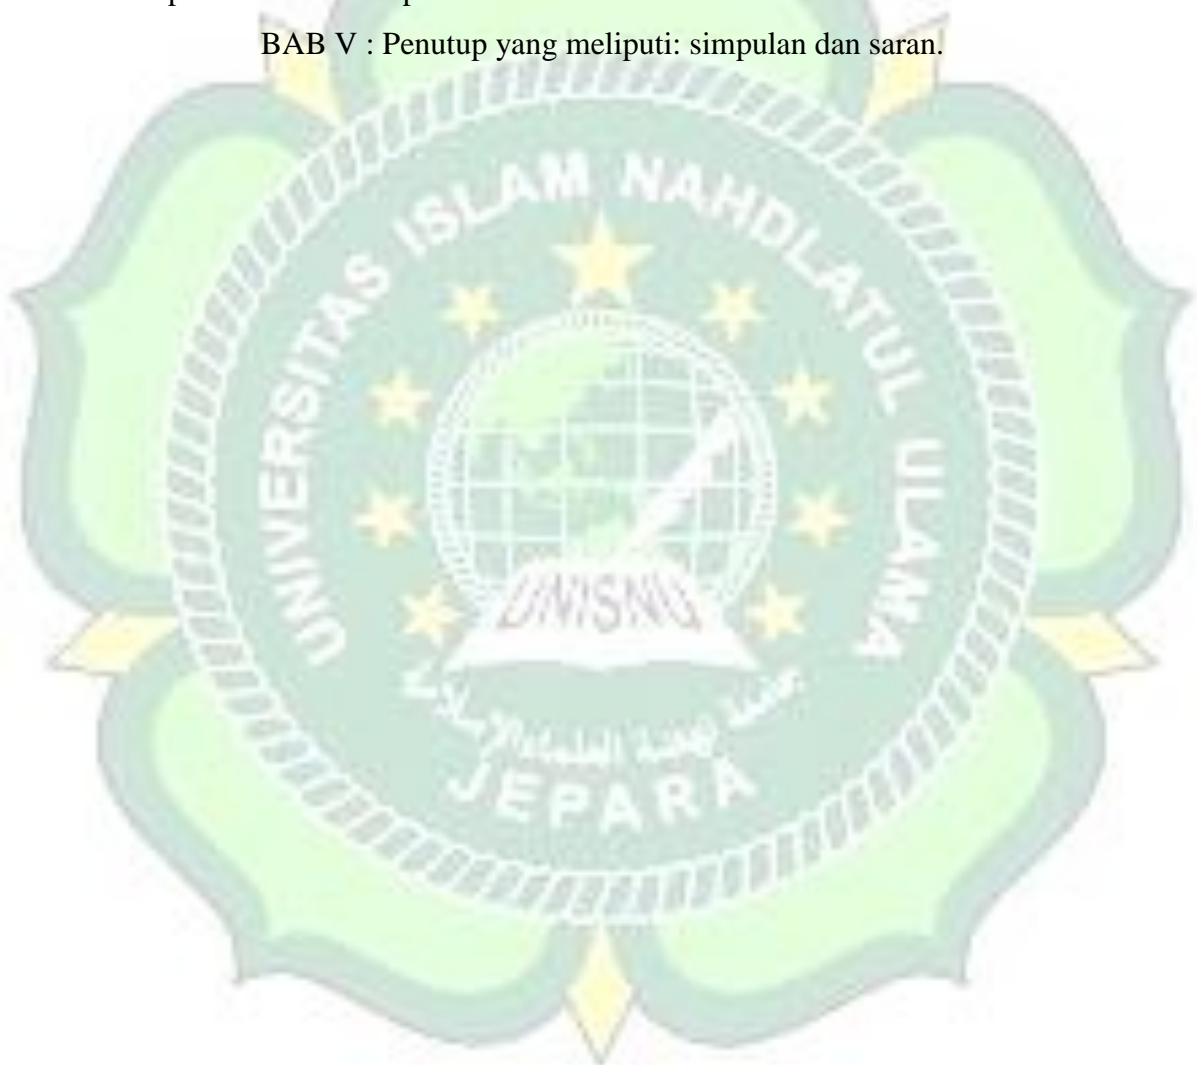 BAB V : Penutup yang meliputi: simpulan dan saran.
UNIVERSITAS ISLAM NAHDLATUL ULAMA
UNISNU
JEPARA